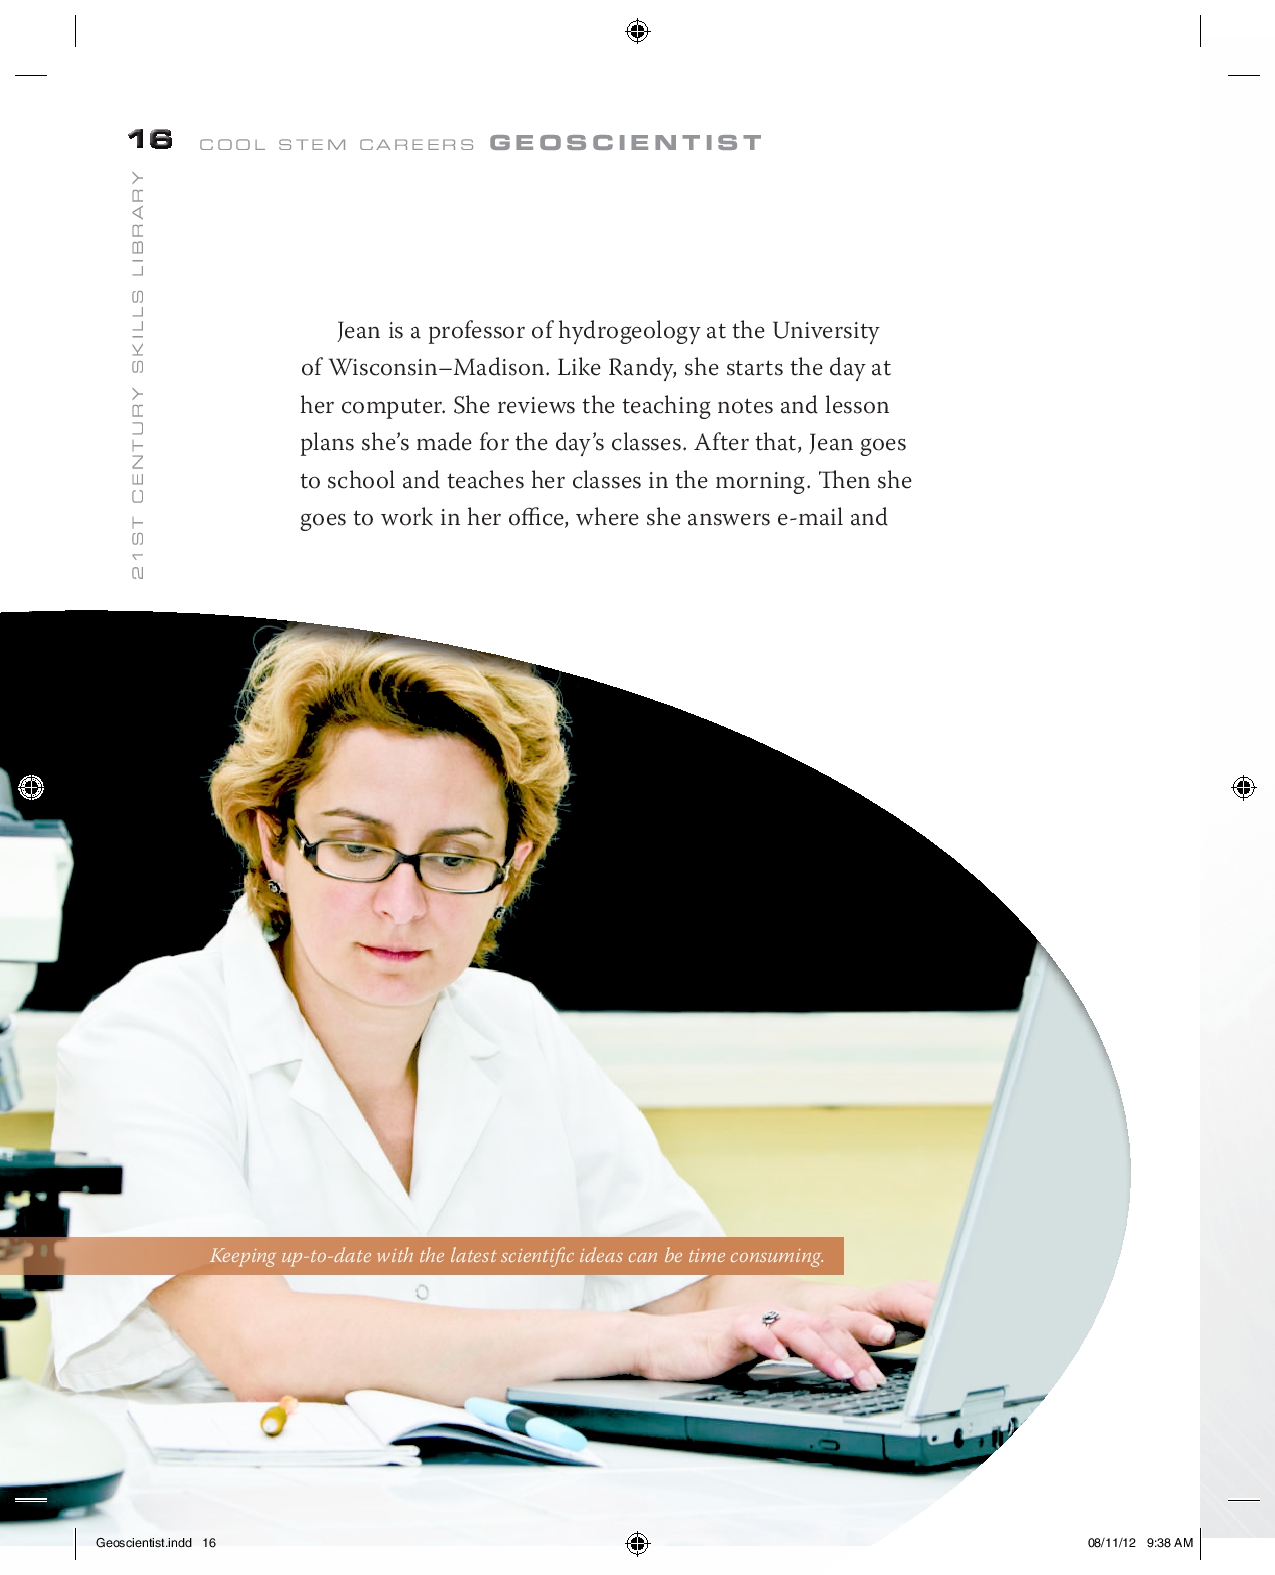 16 COOL STEM CAREERS GEOSCIENTIST
21ST CENTURY SKILLS LIBRARY
Jean is a professor of hydrogeology at the University
of Wisconsin–Madison. Like Randy, she starts the day at
her computer. She reviews the teaching notes and lesson
plans she’s made for the day’s classes. After that, Jean goes
to school and teaches her classes in the morning. Then she
goes to work in her office, where she answers e-mail and
Keeping up-to-date with the latest scientific ideas can be time consuming.
Geoscientist.indd 16
08/11/12 9:38 AM